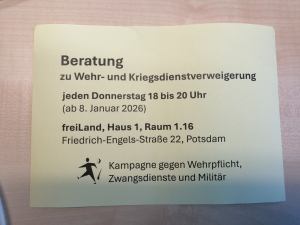 Beratung
zu Wehr- und Kriegsdienstverweigerung
jeden Donnerstag 18 bis 20 Uhr
(ab 8. Januar 2026)
freiLand, Haus 1, Raum 1.16
Friedrich-Engels-Straße 22, Potsdam
Kampagne gegen Wehrpflicht,
Zwangsdienste und Militär